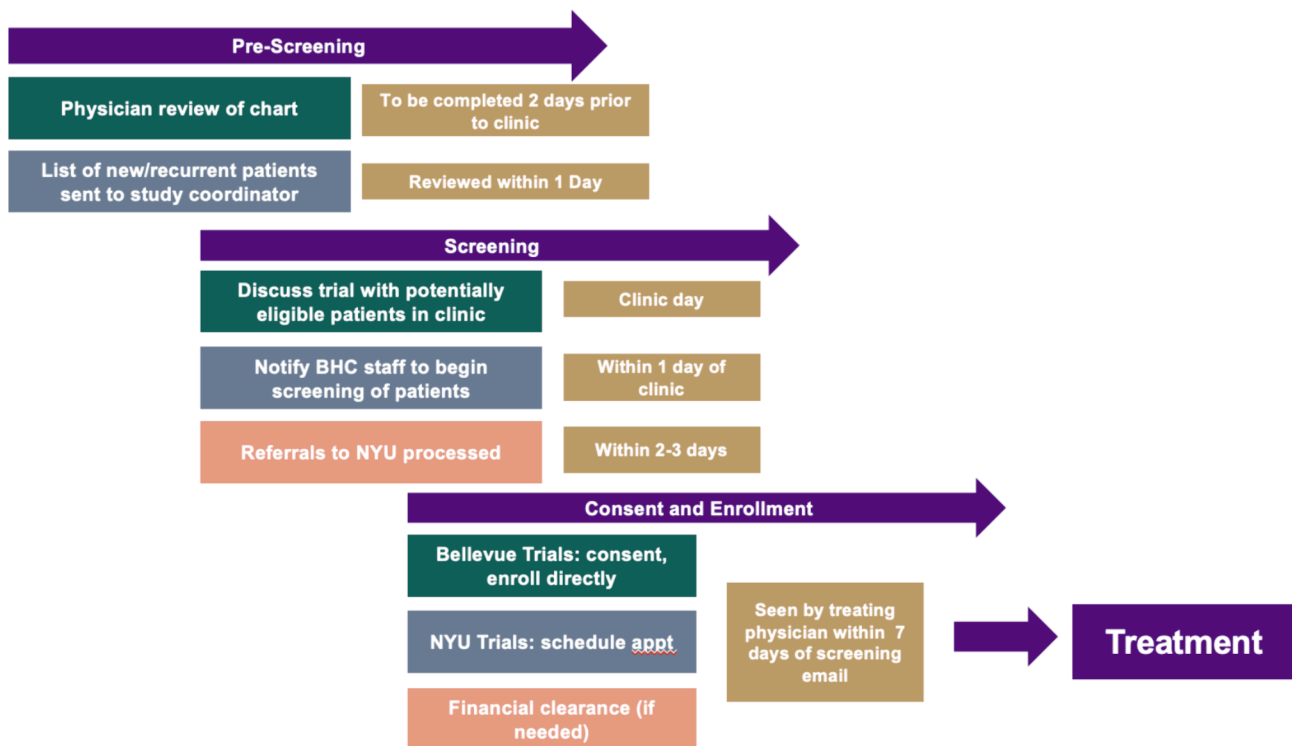 Pre-Screening
Physician review of chart
To be completed 2 days prior
to clinic
List of new/recurrent patients
sent to study coordinator
Reviewed within 1 Day
Screening
Discuss trial with potentially
eligible patients in clinic
Clinic day
Notify BHC staff to begin
screening of patients
Within 1 day of
clinic
Referrals to NYU processed
Within 2-3 days
Consent and Enrollment
Bellevue Trials: consent,
enroll directly
NYU Trials: schedule appt
Financial clearance (if
needed)
Seen by treating
physician within 7
days of screening
email
Treatment